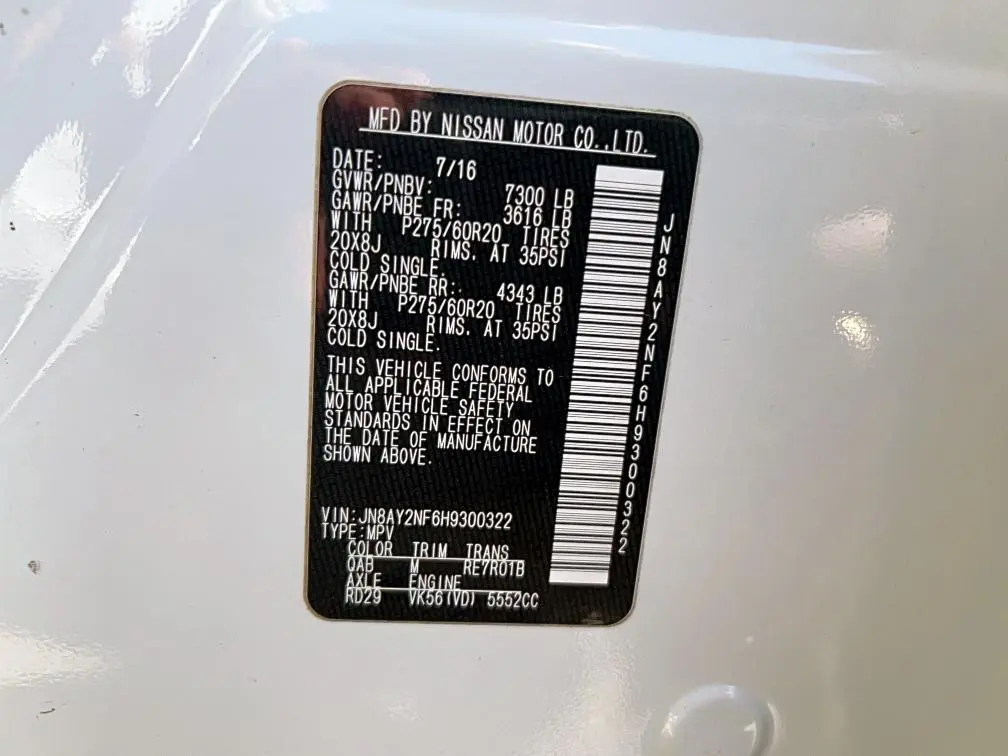 MFD BY NISSAN MOTOR CO.,LTD.
DATE: 7/16
GVWR/PNBV: 7300 LB
GAWR/PNBE FR: 3616 LB
WITH P275/60R20 TIRES
20X8J RIMS. AT 35PSI
COLD SINGLE.
GAWR/PNBE RR: 4343 LB
WITH P275/60R20 TIRES
20X8J RIMS. AT 35PSI
COLD SINGLE.
THIS VEHICLE CONFORMS TO
ALL APPLICABLE FEDERAL
MOTOR VEHICLE SAFETY
STANDARDS IN EFFECT ON
THE DATE OF MANUFACTURE
SHOWN ABOVE.
VIN:JN8AY2NF6H9300322
TYPE:MPV
COLOR TRIM TRANS
QAB M RE7R01B
AXLE ENGINE
RD29 VK56(VD) 5552CC
JN8AY2NF6H9300322